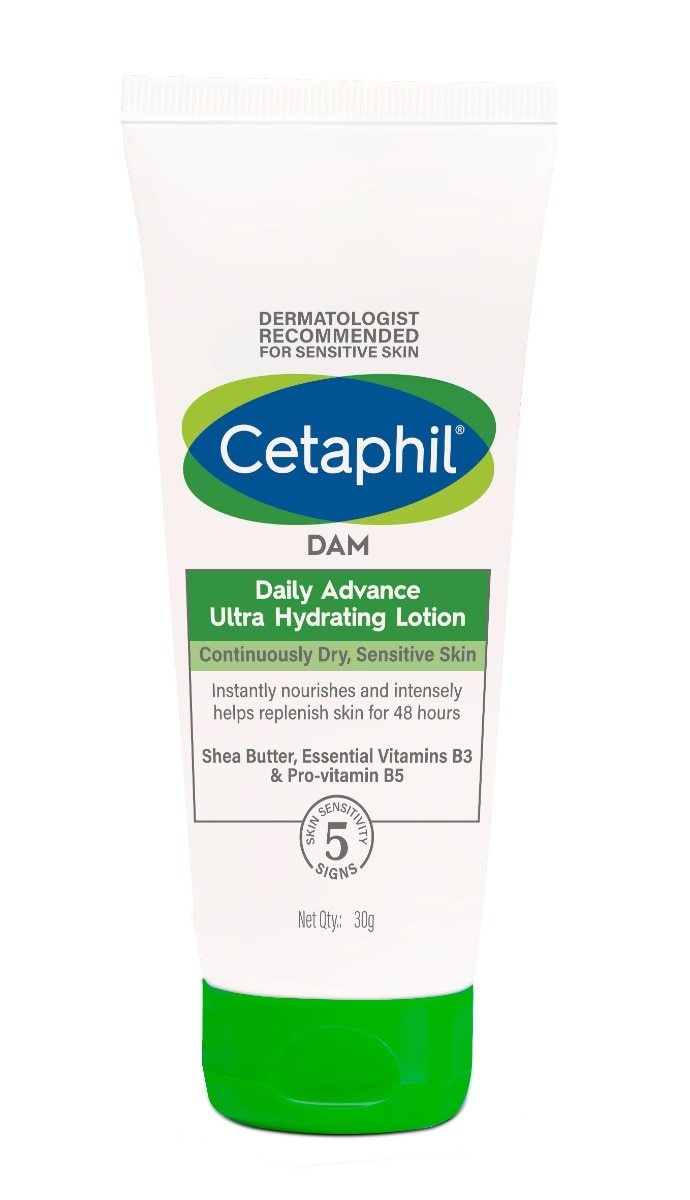 DERMATOLOGIST
RECOMMENDED
FOR SENSITIVE SKIN
Cetaphil®
DAM
Daily Advance
Ultra Hydrating Lotion
Continuously Dry, Sensitive Skin
Instantly nourishes and intensely
helps replenish skin for 48 hours
Shea Butter, Essential Vitamins B3
& Pro-vitamin B5
SKIN SENSITIVITY
5
SIGNS
Net Qty.: 30g